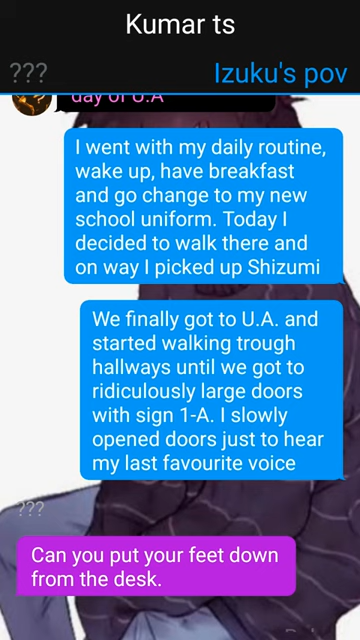 Kumar ts
??? Izuku's pov
day of U.A
I went with my daily routine,
wake up, have breakfast
and go change to my new
school uniform. Today I
decided to walk there and
on way I picked up Shizumi
We finally got to U.A. and
started walking trough
hallways until we got to
ridiculously large doors
with sign 1-A. I slowly
opened doors just to hear
my last favourite voice
???
Can you put your feet down
from the desk.